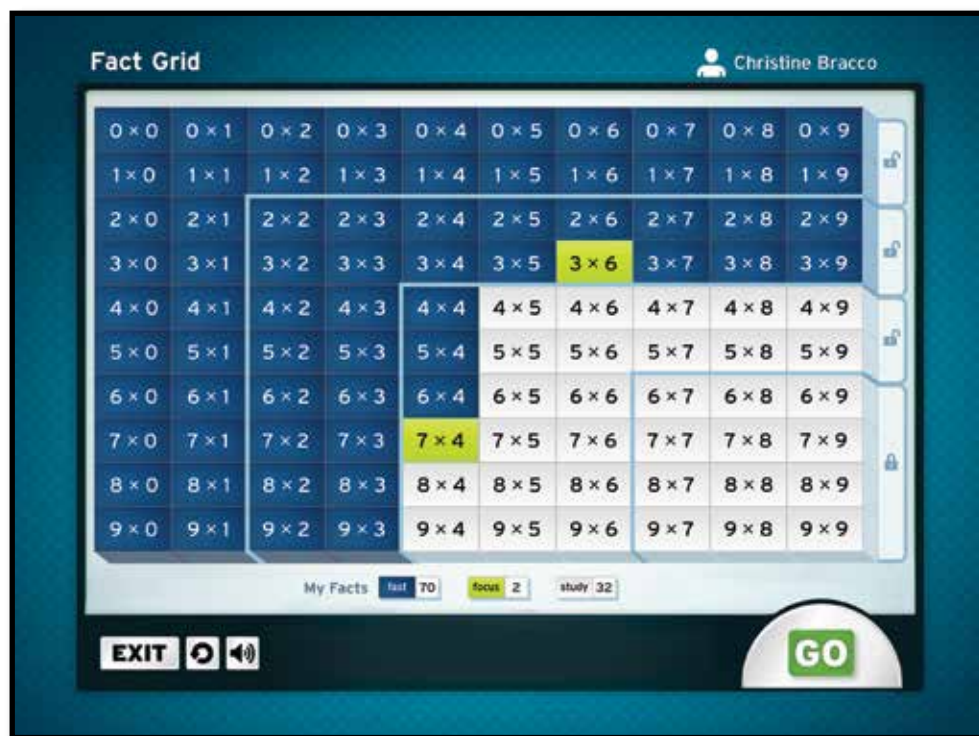 Fact Grid
Christine Bracco
0 × 0 0 × 1 0 × 2 0 × 3 0 × 4 0 × 5 0 × 6 0 × 7 0 × 8 0 × 9
1 × 0 1 × 1 1 × 2 1 × 3 1 × 4 1 × 5 1 × 6 1 × 7 1 × 8 1 × 9
2 × 0 2 × 1 2 × 2 2 × 3 2 × 4 2 × 5 2 × 6 2 × 7 2 × 8 2 × 9
3 × 0 3 × 1 3 × 2 3 × 3 3 × 4 3 × 5 3 × 6 3 × 7 3 × 8 3 × 9
4 × 0 4 × 1 4 × 2 4 × 3 4 × 4 4 × 5 4 × 6 4 × 7 4 × 8 4 × 9
5 × 0 5 × 1 5 × 2 5 × 3 5 × 4 5 × 5 5 × 6 5 × 7 5 × 8 5 × 9
6 × 0 6 × 1 6 × 2 6 × 3 6 × 4 6 × 5 6 × 6 6 × 7 6 × 8 6 × 9
7 × 0 7 × 1 7 × 2 7 × 3 7 × 4 7 × 5 7 × 6 7 × 7 7 × 8 7 × 9
8 × 0 8 × 1 8 × 2 8 × 3 8 × 4 8 × 5 8 × 6 8 × 7 8 × 8 8 × 9
9 × 0 9 × 1 9 × 2 9 × 3 9 × 4 9 × 5 9 × 6 9 × 7 9 × 8 9 × 9
My Facts fast 70 focus 2 study 32
EXIT
GO